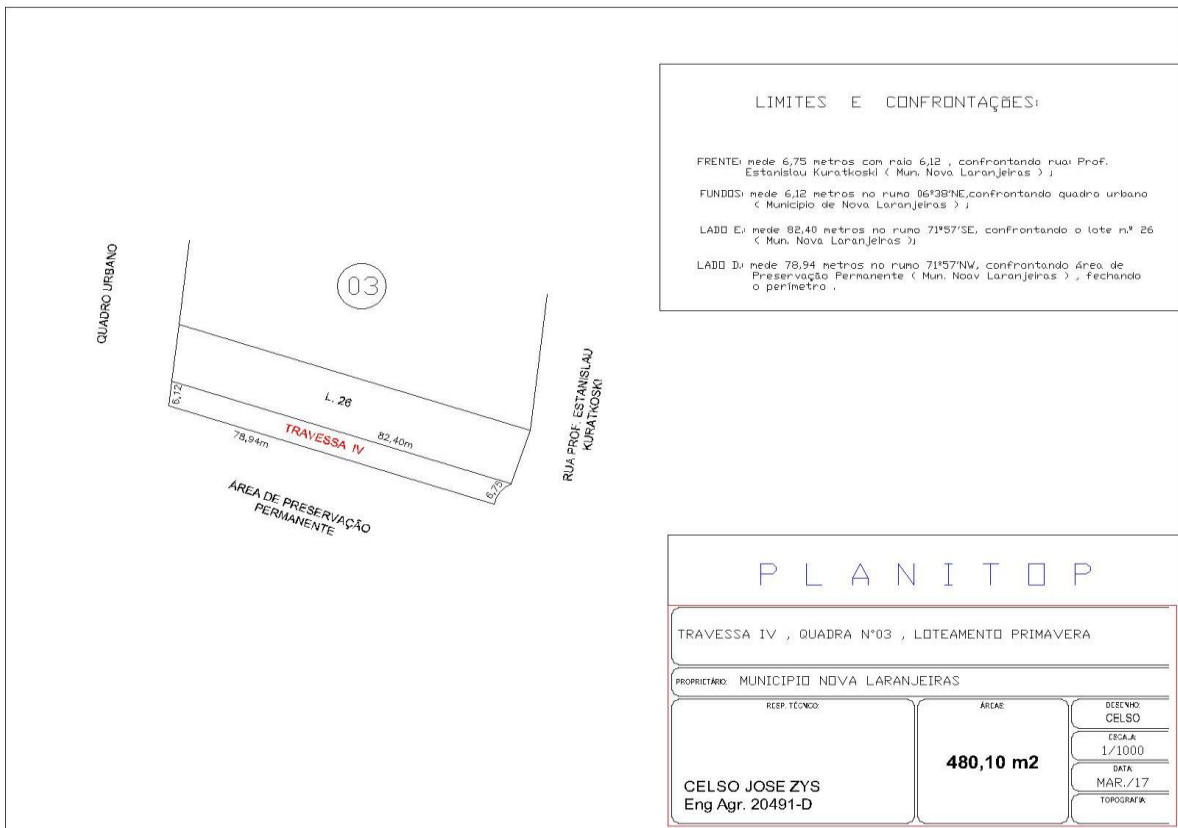 QUADRO URBANO
03
L. 26
6,12
TRAVESSA IV
82,40m
78,94m
6,75
RUA PROF. ESTANISLAU
KURATKOSKI
ÁREA DE PRESERVAÇÃO
PERMANENTE
LIMITES E CONFRONTAÇÕES:
FRENTE: mede 6,75 metros com raio 6,12 , confrontando rua: Prof.
Estanislau Kuratkoski ( Mun. Nova Laranjeiras ) ;
FUNDOS: mede 6,12 metros no rumo 06°38'NE,confrontando quadro urbano
( Municipio de Nova Laranjeiras ) ;
LADO E.: mede 82,40 metros no rumo 71°57'SE, confrontando o lote n.º 26
( Mun. Nova Laranjeiras );
LADO D.: mede 78,94 metros no rumo 71°57'NW, confrontando Área de
Preservação Permanente ( Mun. Noav Laranjeiras ) , fechando
o perímetro .
PLANITOP
TRAVESSA IV , QUADRA N°03 , LOTEAMENTO PRIMAVERA
PROPRIETÁRIO: MUNICIPIO NOVA LARANJEIRAS
RESP. TÉCNICO:
CELSO JOSE ZYS
Eng Agr. 20491-D
ÁREAS:
480,10 m2
DESENHO:
CELSO
ESCALA:
1/1000
DATA:
MAR./17
TOPOGRAFIA: